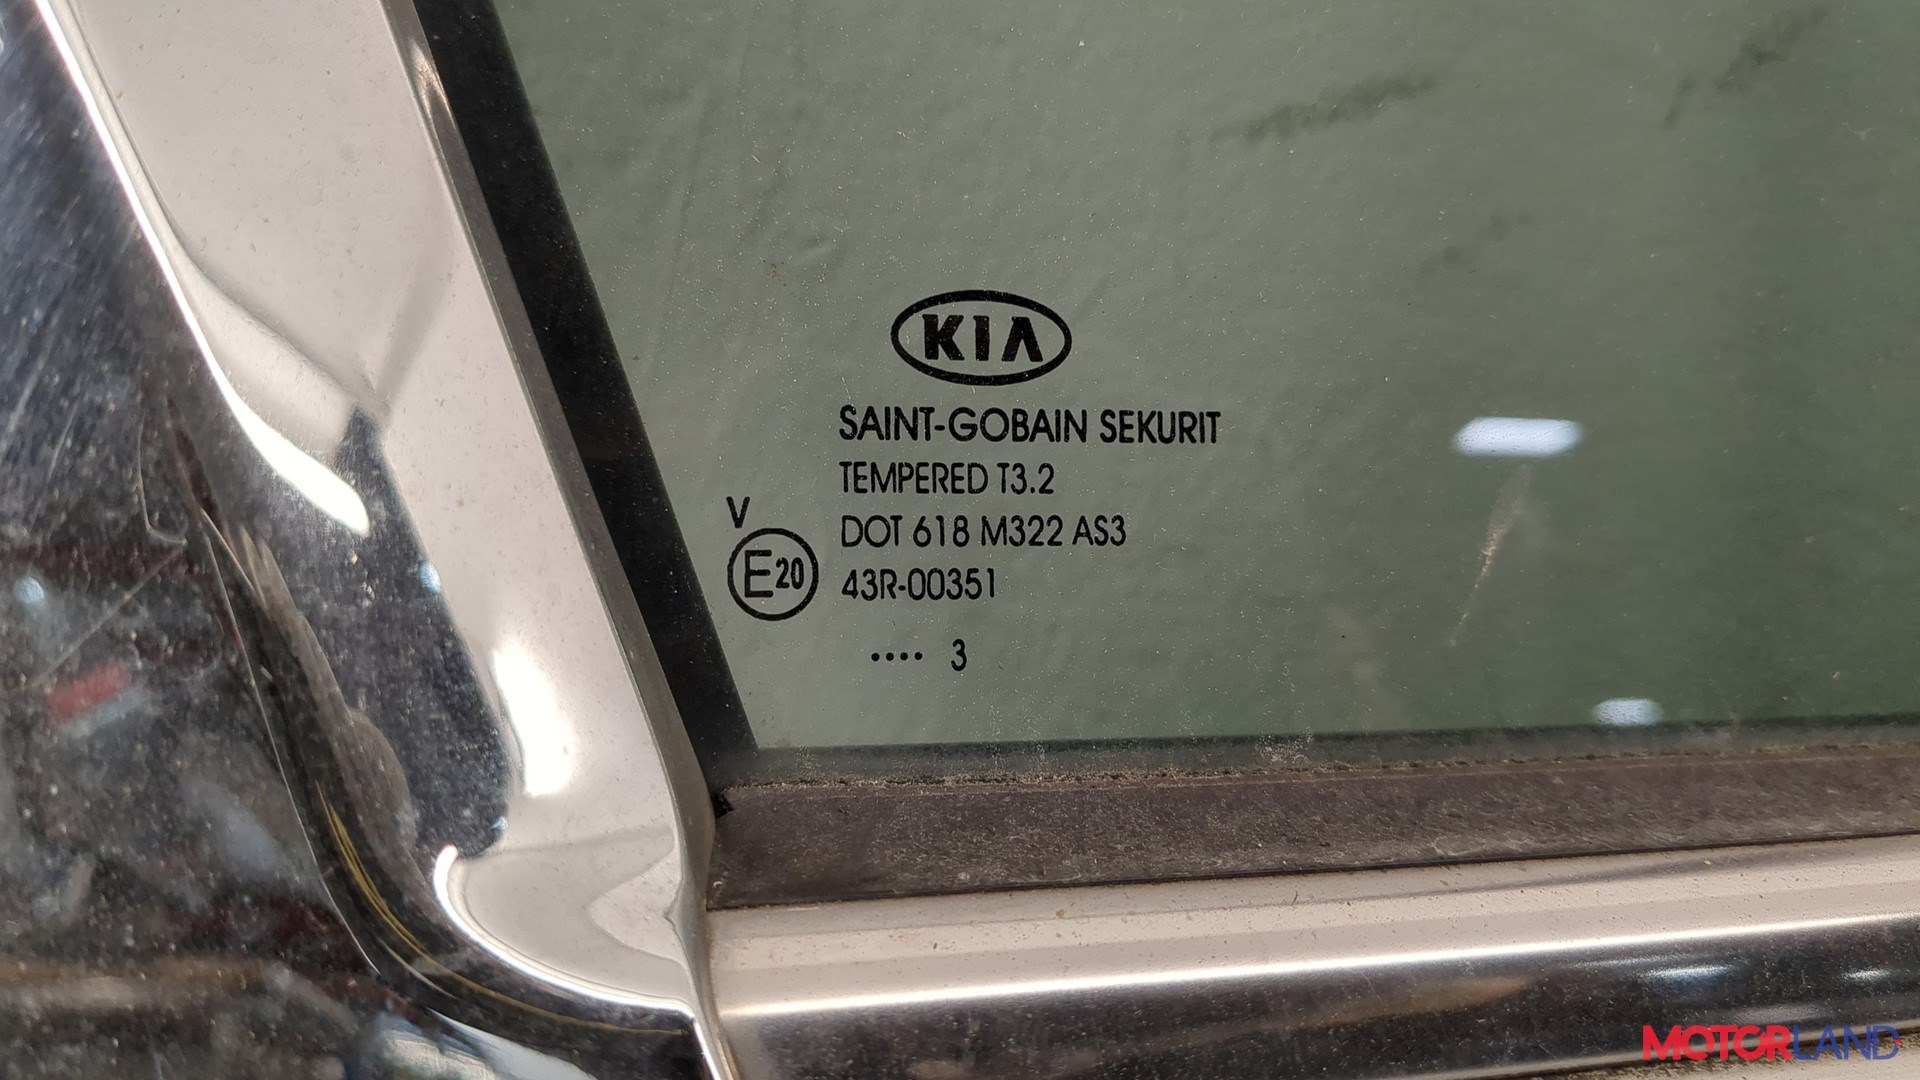 KIA
SAINT-GOBAIN SEKURIT
TEMPERED T3.2
V
DOT 618 M322 AS3
E20
43R-00351
.... 3
MOTORLAND